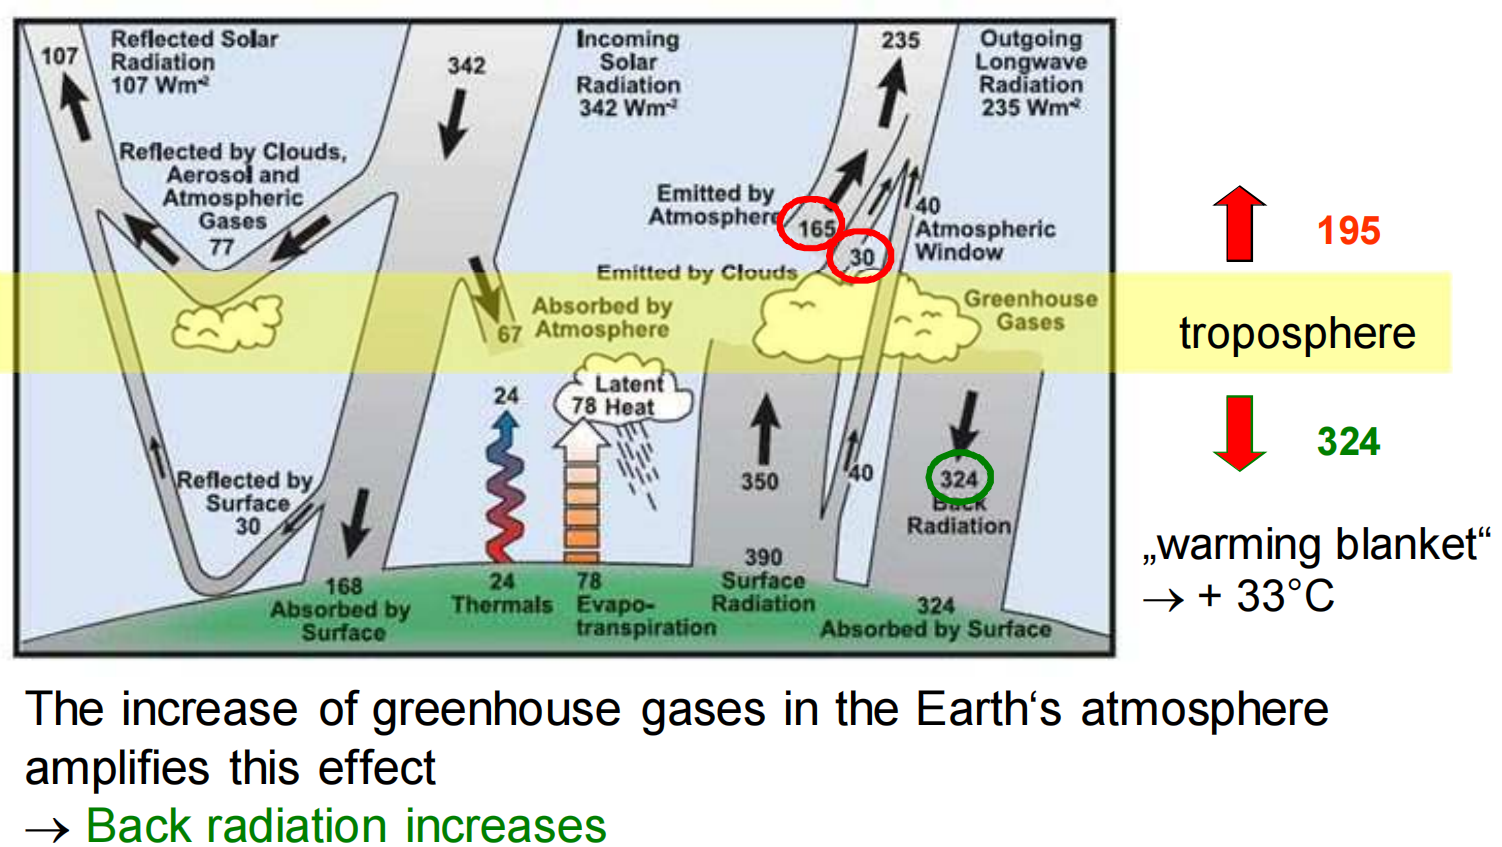 107
Reflected Solar
Radiation
107 Wm⁻²
342
Incoming
Solar
Radiation
342 Wm⁻²
235
Outgoing
Longwave
Radiation
235 Wm⁻²
Reflected by Clouds,
Aerosol and
Atmospheric
Gases
77
Emitted by
Atmosphere
165
30
40
Atmospheric
Window
Emitted by Clouds
195
Absorbed by
67 Atmosphere
Greenhouse
Gases
troposphere
24
Latent
78 Heat
324
Reflected by
Surface
30
350
40
324
Back
Radiation
„warming blanket“
→ + 33°C
168
Absorbed by
Surface
24
Thermals
78
Evapo-
transpiration
390
Surface
Radiation
324
Absorbed by Surface
The increase of greenhouse gases in the Earth‘s atmosphere
amplifies this effect
→ Back radiation increases